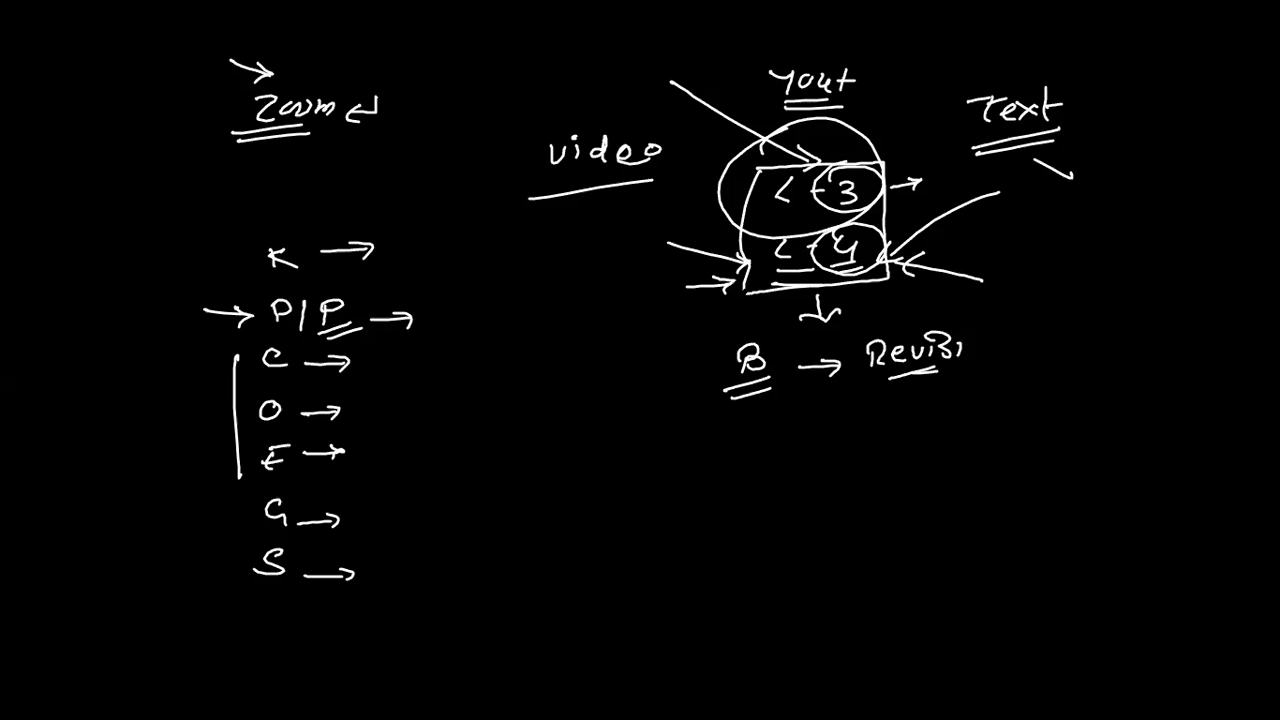 Zoom
video
Yout
Text
L-3
L-4
B → Revisi
K →
→ P/P →
C →
O →
E →
G →
S →